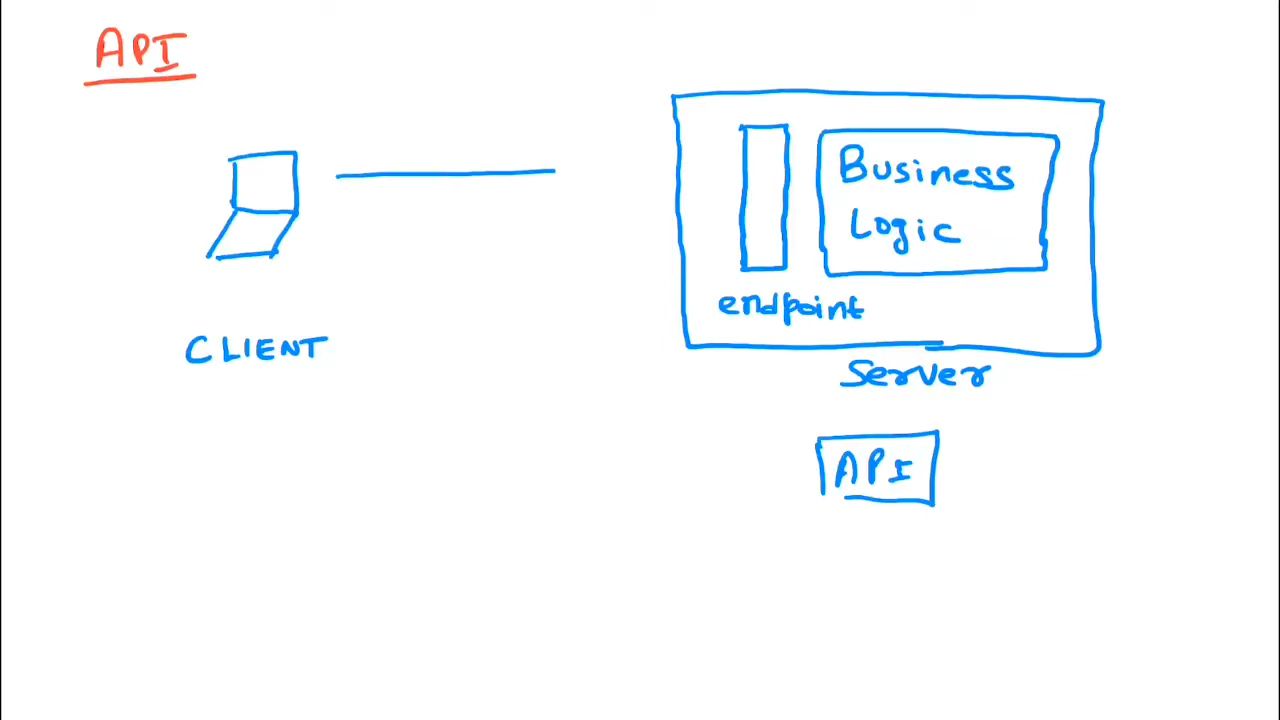 API
Business
Logic
endpoint
CLIENT
Server
API